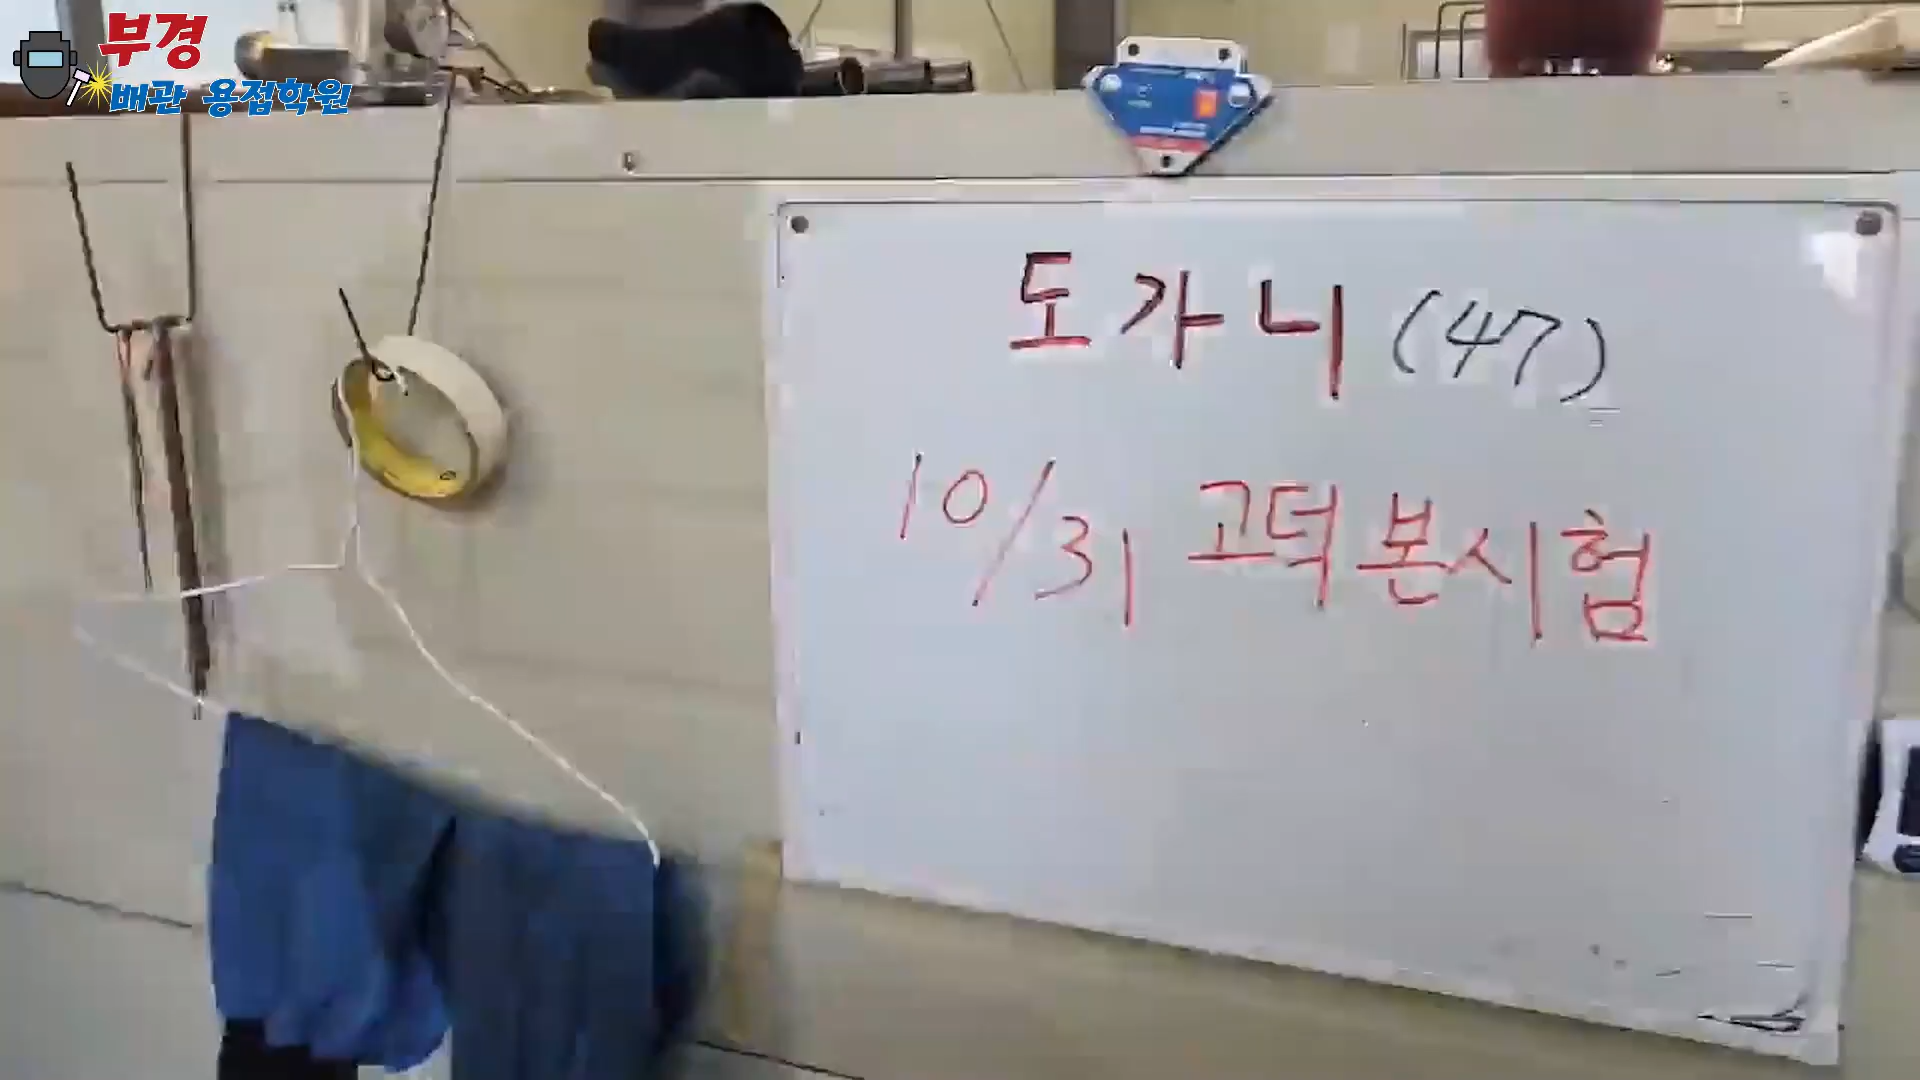 부경
배관 용접학원
도가니 (47)
10/31 고덕 본시험